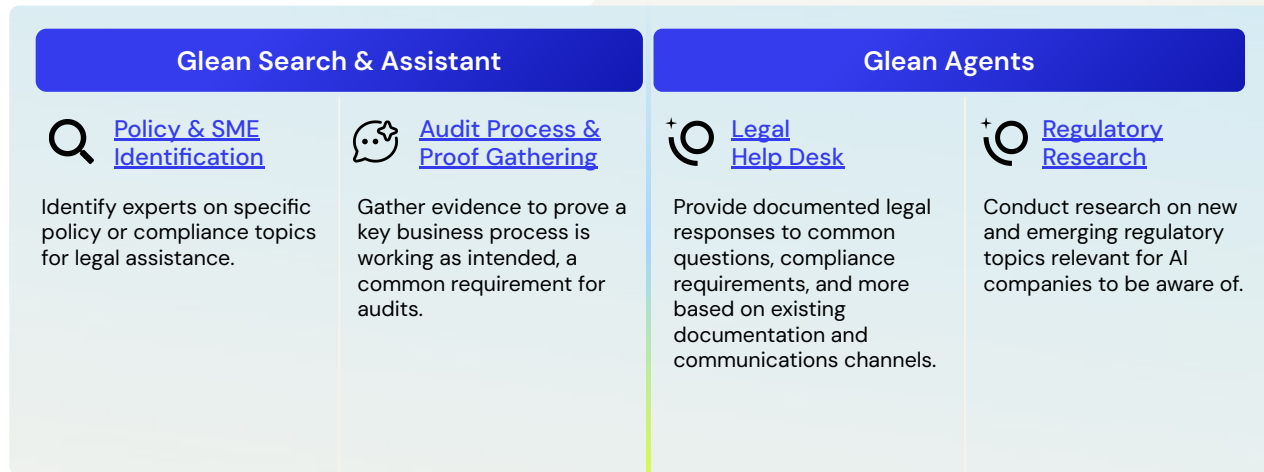 Glean Search & Assistant
Policy & SME
Identification
Identify experts on specific
policy or compliance topics
for legal assistance.
Audit Process &
Proof Gathering
Gather evidence to prove a
key business process is
working as intended, a
common requirement for
audits.
Glean Agents
Legal
Help Desk
Provide documented legal
responses to common
questions, compliance
requirements, and more
based on existing
documentation and
communications channels.
Regulatory
Research
Conduct research on new
and emerging regulatory
topics relevant for AI
companies to be aware of.